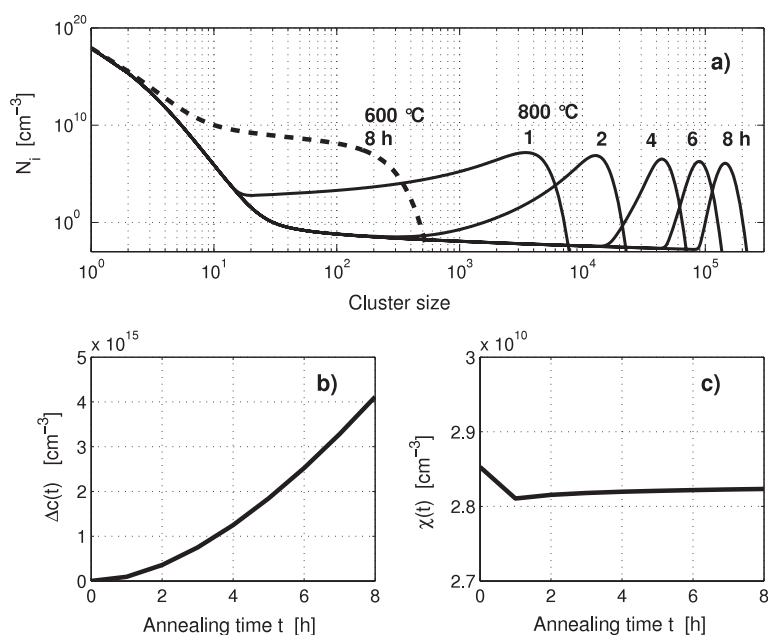 10^20
a)
600 °C
8 h
800 °C
1
2
4
6
8 h
10^10
10^0
N_i [cm^−3]
10^0
10^1
10^2
10^3
10^4
10^5
Cluster size
x 10^15
b)
5
4
3
2
1
0
Δc(t) [cm^−3]
0
2
4
6
8
Annealing time t [h]
x 10^10
c)
3
2.9
2.8
2.7
χ(t) [cm^−3]
0
2
4
6
8
Annealing time t [h]